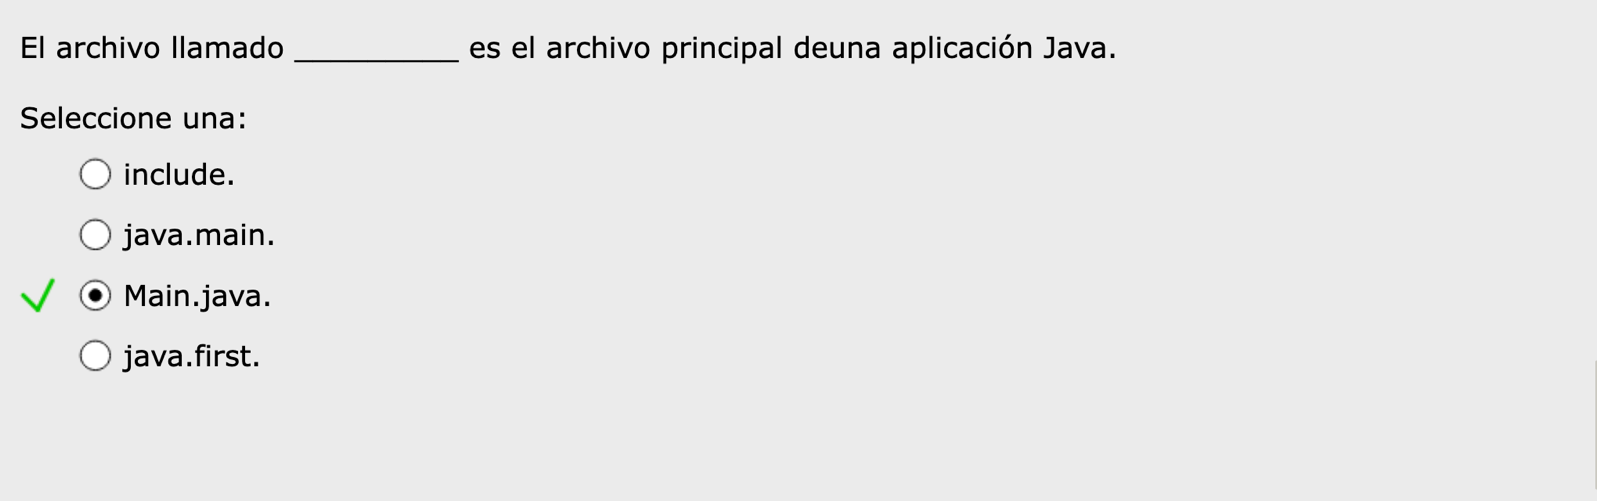 El archivo llamado __________ es el archivo principal deuna aplicación Java.
Seleccione una:
include.
java.main.
Main.java.
java.first.